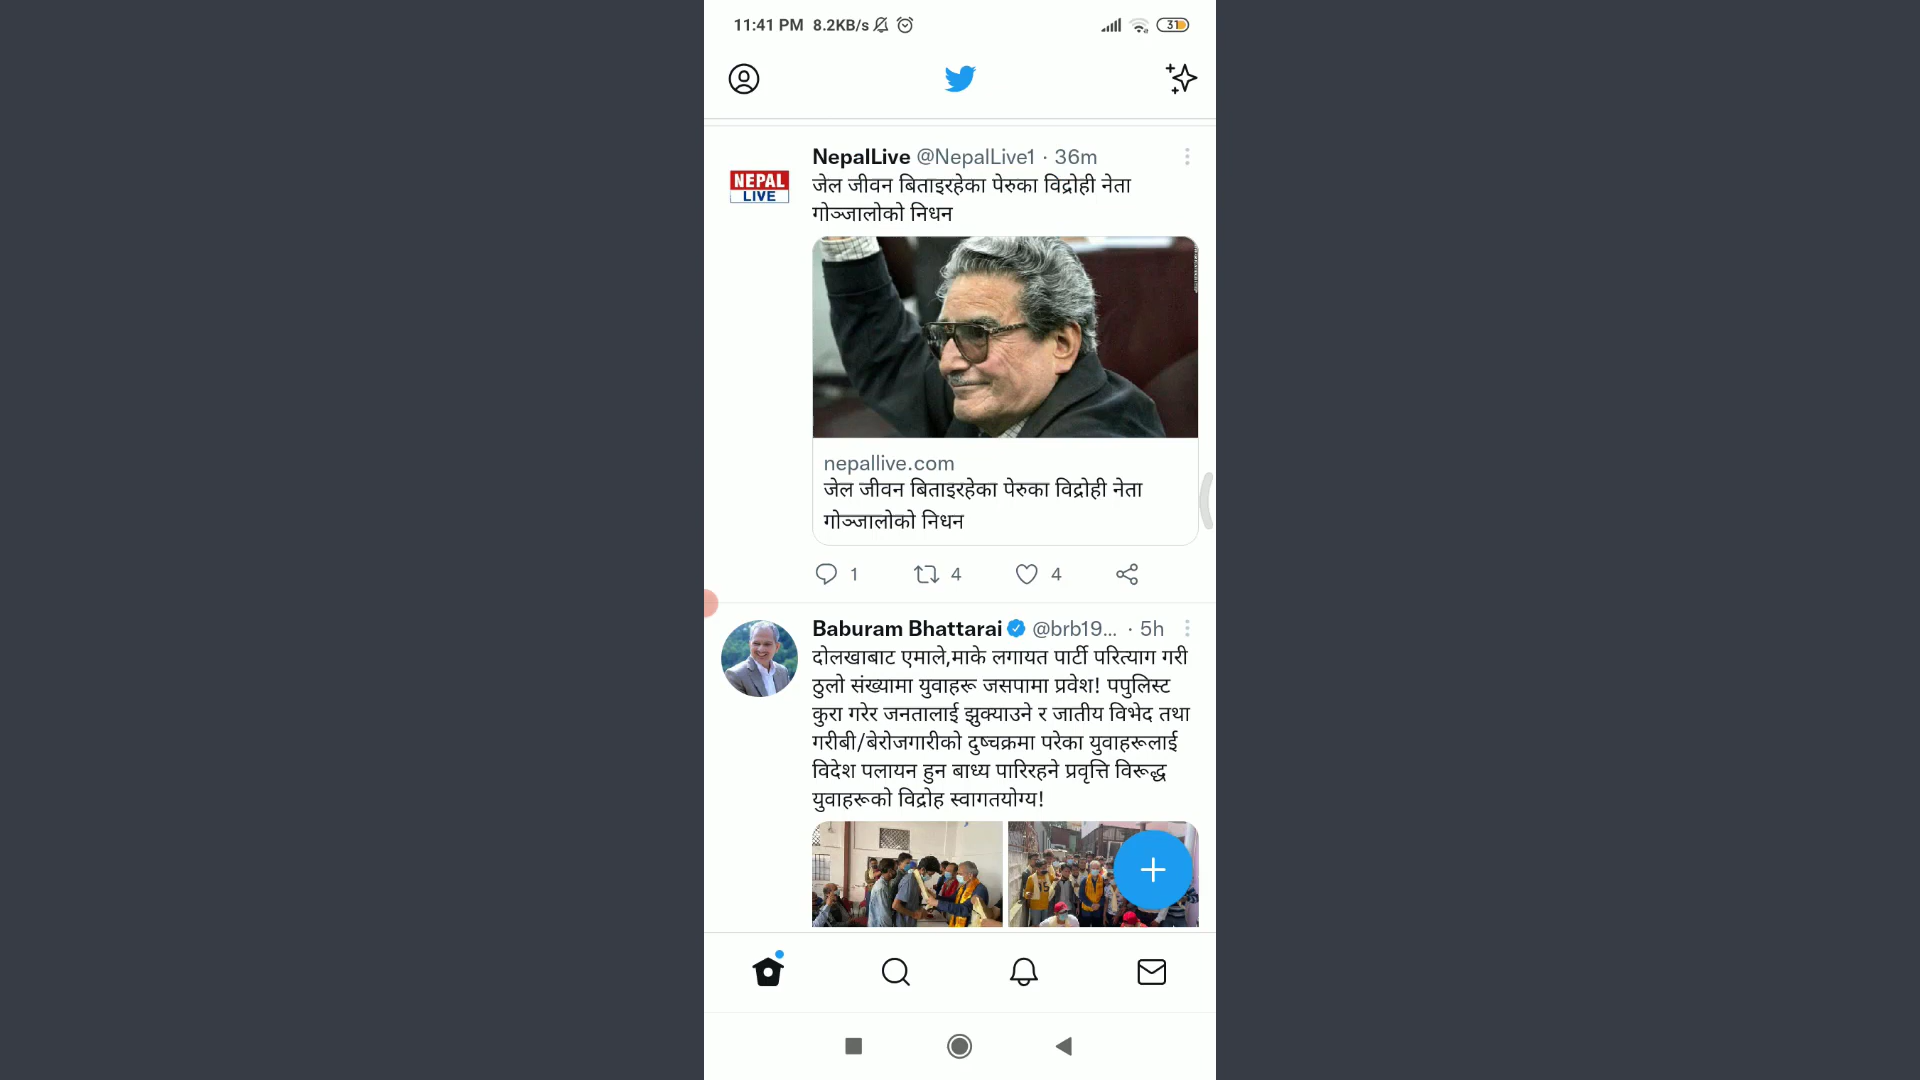 11:41 PM 8.2KB/s
31
NepalLive @NepalLive1 · 36m
NEPAL
LIVE
जेल जीवन बिताइरहेका पेरुका विद्रोही नेता
गोञ्जालोको निधन
nepallive.com
जेल जीवन बिताइरहेका पेरुका विद्रोही नेता
गोञ्जालोको निधन
1 4 4
Baburam Bhattarai @brb19... · 5h
दोलखाबाट एमाले,माके लगायत पार्टी परित्याग गरी
ठुलो संख्यामा युवाहरू जसपामा प्रवेश! पपुलिस्ट
कुरा गरेर जनतालाई झुक्याउने र जातीय विभेद तथा
गरीबी/बेरोजगारीको दुष्चक्रमा परेका युवाहरूलाई
विदेश पलायन हुन बाध्य पारिरहने प्रवृत्ति विरूद्ध
युवाहरूको विद्रोह स्वागतयोग्य!